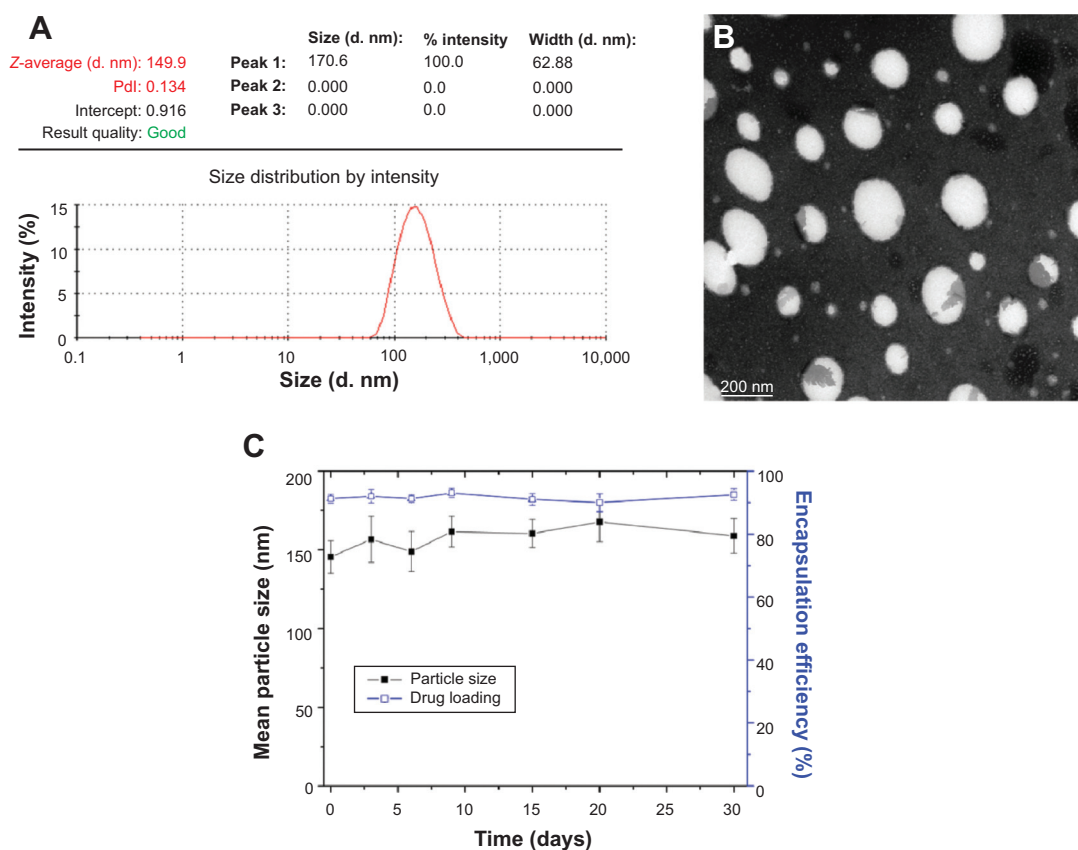 A
Size (d. nm): % intensity Width (d. nm):
Z-average (d. nm): 149.9 Peak 1: 170.6 100.0 62.88
PdI: 0.134 Peak 2: 0.000 0.0 0.000
Intercept: 0.916 Peak 3: 0.000 0.0 0.000
Result quality: Good
Size distribution by intensity
Intensity (%)
15
10
5
0
0.1 1 10 100 1,000 10,000
Size (d. nm)
B
200 nm
C
Mean particle size (nm)
200
150
100
50
0
Particle size
Drug loading
100
80
60
40
20
0
Encapsulation efficiency (%)
0 5 10 15 20 25 30
Time (days)